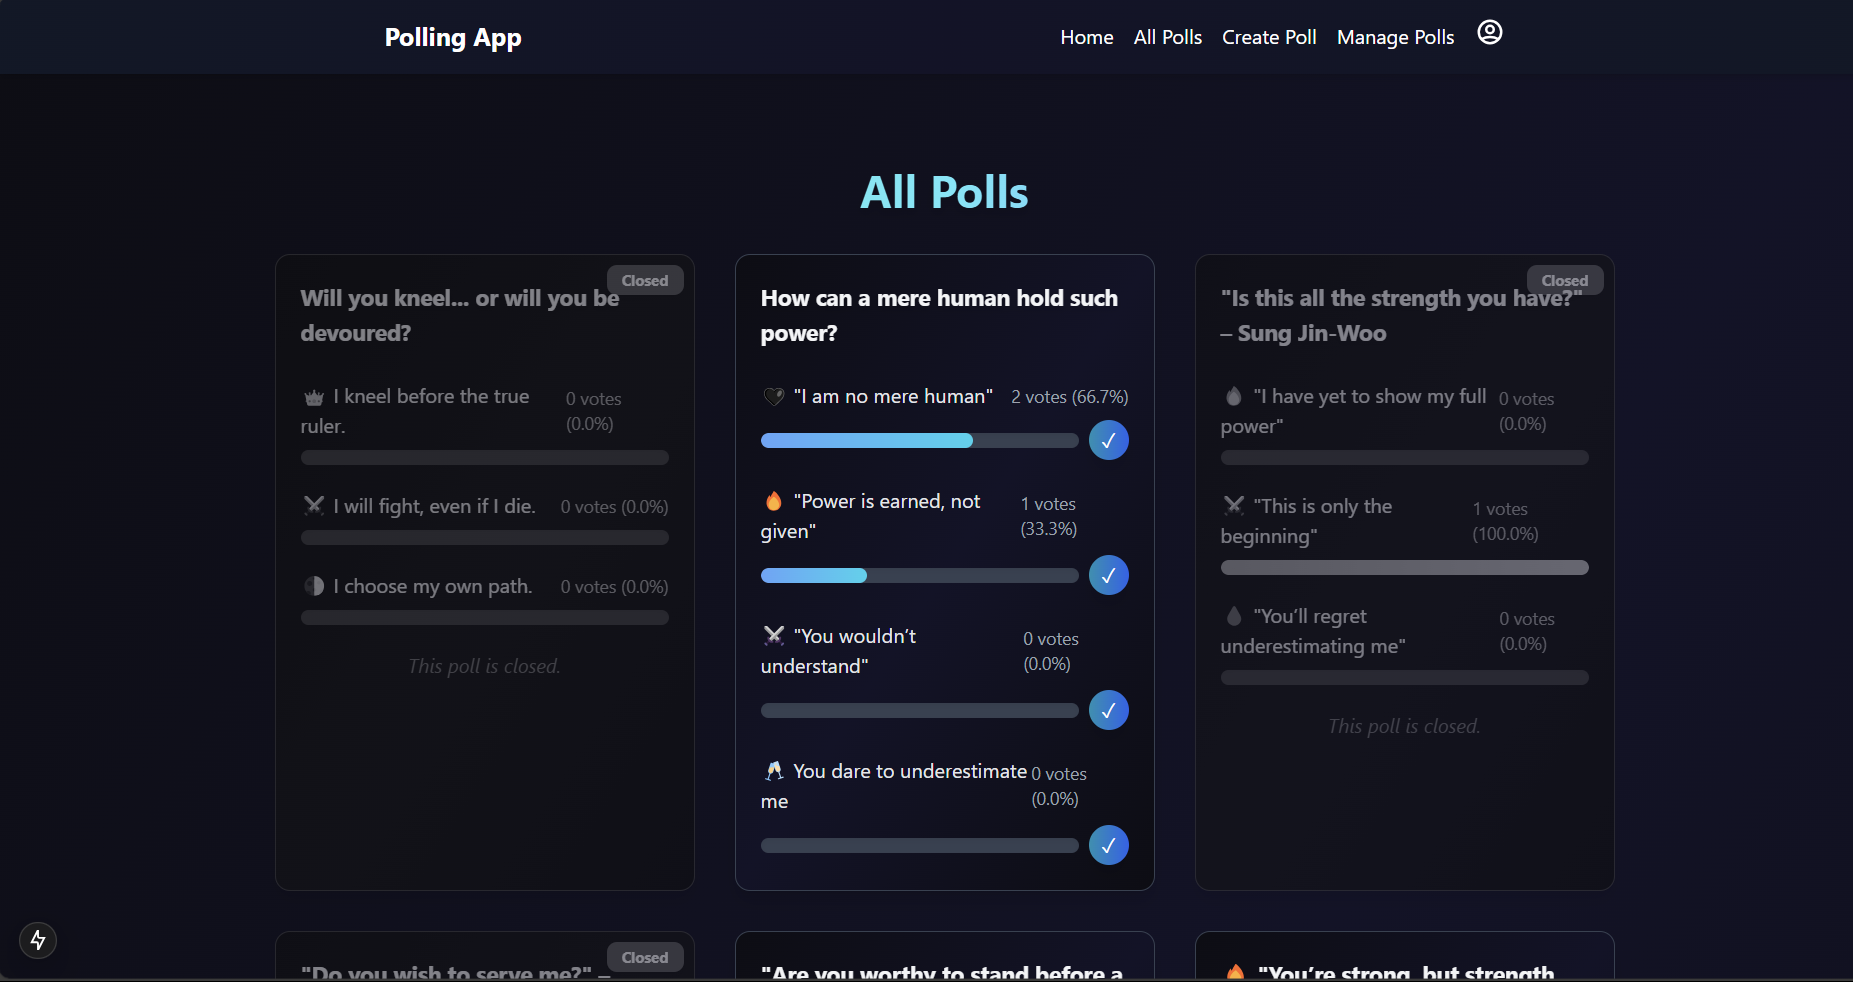 Polling App
Home All Polls Create Poll Manage Polls
All Polls
Closed
Will you kneel... or will you be
devoured?
👑 I kneel before the true
ruler.
0 votes
(0.0%)
⚔️ I will fight, even if I die. 0 votes (0.0%)
🌗 I choose my own path. 0 votes (0.0%)
This poll is closed.
How can a mere human hold such
power?
🖤 "I am no mere human" 2 votes (66.7%)
✓
🔥 "Power is earned, not
given"
1 votes
(33.3%)
✓
⚔️ "You wouldn’t
understand"
0 votes
(0.0%)
✓
🥂 You dare to underestimate
me
0 votes
(0.0%)
✓
Closed
"Is this all the strength you have?"
– Sung Jin-Woo
🔥 "I have yet to show my full
power"
0 votes
(0.0%)
⚔️ "This is only the
beginning"
1 votes
(100.0%)
🩸 "You’ll regret
underestimating me"
0 votes
(0.0%)
This poll is closed.
Closed
"Do you wish to serve me?" –
"Are you worthy to stand before a
🔥 "You’re strong, but strength